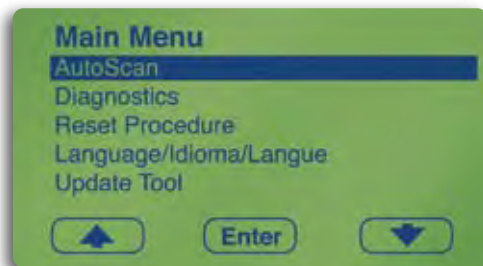 Main Menu
AutoScan
Diagnostics
Reset Procedure
Language/Idioma/Langue
Update Tool
Enter